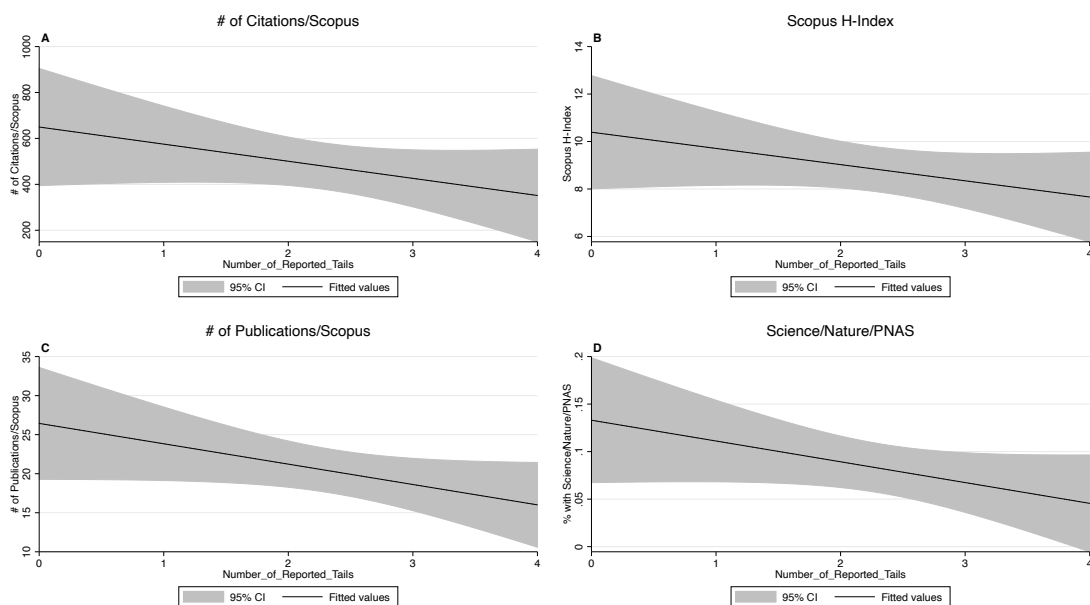 # of Citations/Scopus
A
# of Citations/Scopus
1000
800
600
400
200
0 1 2 3 4
Number_of_Reported_Tails
95% CI Fitted values
Scopus H-Index
B
Scopus H-Index
14
12
10
8
6
0 1 2 3 4
Number_of_Reported_Tails
95% CI Fitted values
# of Publications/Scopus
C
# of Publications/Scopus
35
30
25
20
15
10
0 1 2 3 4
Number_of_Reported_Tails
95% CI Fitted values
Science/Nature/PNAS
D
% with Science/Nature/PNAS
.2
.15
.1
.05
0
0 1 2 3 4
Number_of_Reported_Tails
95% CI Fitted values